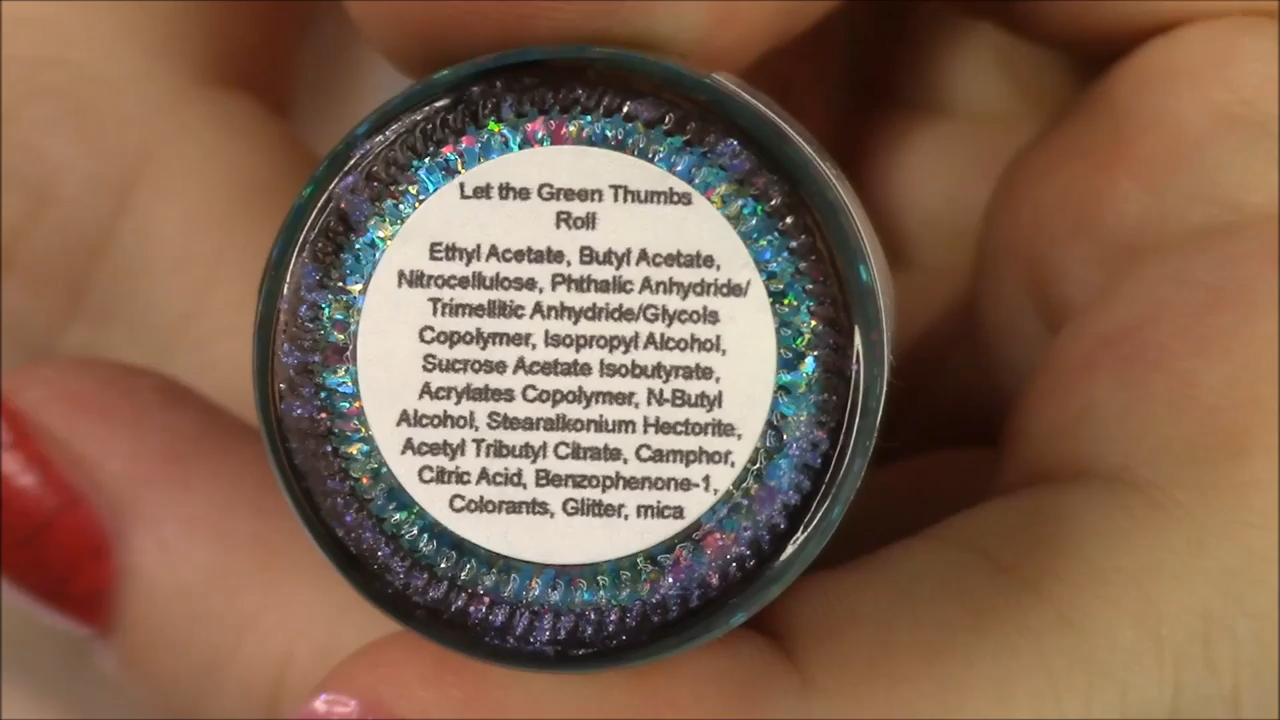 Let the Green Thumbs
Roll
Ethyl Acetate, Butyl Acetate,
Nitrocellulose, Phthalic Anhydride/
Trimellitic Anhydride/Glycols
Copolymer, Isopropyl Alcohol,
Sucrose Acetate Isobutyrate,
Acrylates Copolymer, N-Butyl
Alcohol, Stearalkonium Hectorite,
Acetyl Tributyl Citrate, Camphor,
Citric Acid, Benzophenone-1,
Colorants, Glitter, mica